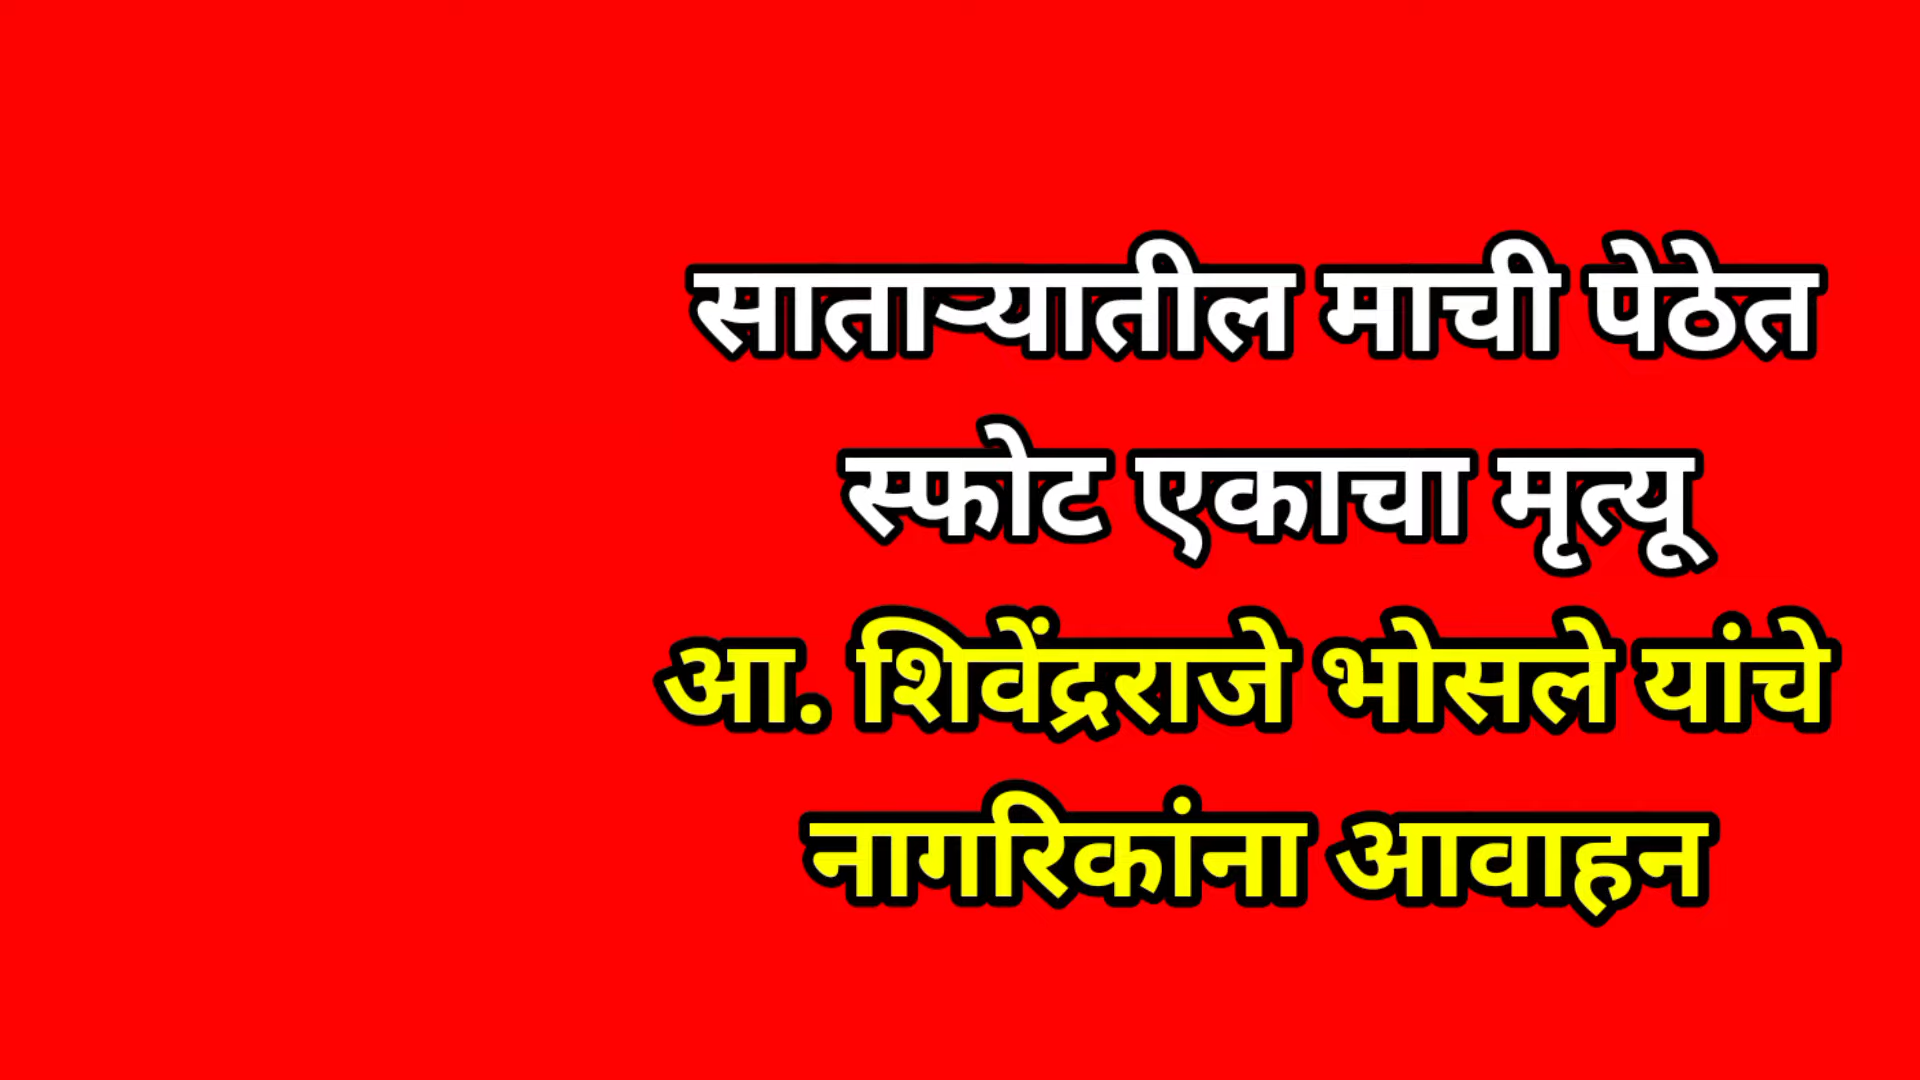 साताऱ्यातील माची पेठेत
स्फोट एकाचा मृत्यू
आ. शिवेंद्रराजे भोसले यांचे
नागरिकांना आवाहन